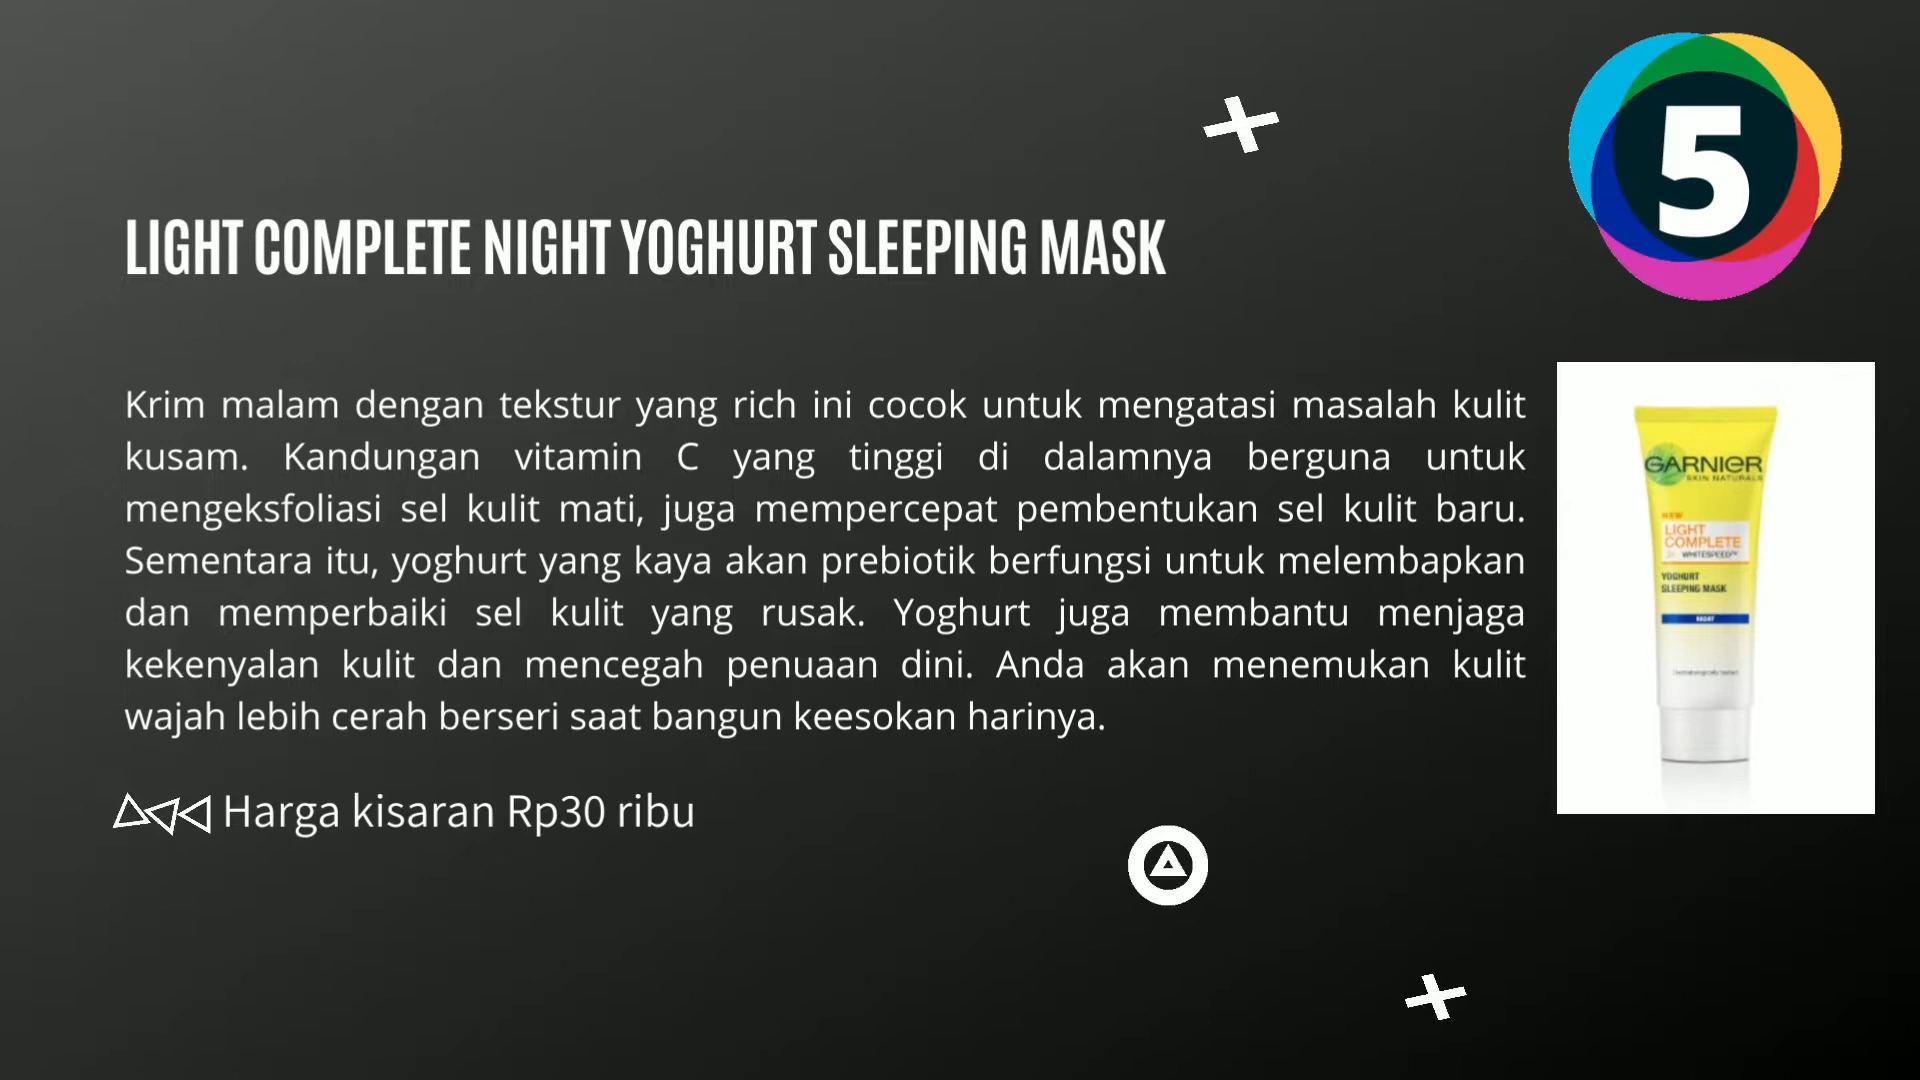 5
LIGHT COMPLETE NIGHT YOGHURT SLEEPING MASK
Krim malam dengan tekstur yang rich ini cocok untuk mengatasi masalah kulit
kusam. Kandungan vitamin C yang tinggi di dalamnya berguna untuk
mengeksfoliasi sel kulit mati, juga mempercepat pembentukan sel kulit baru.
Sementara itu, yoghurt yang kaya akan prebiotik berfungsi untuk melembapkan
dan memperbaiki sel kulit yang rusak. Yoghurt juga membantu menjaga
kekenyalan kulit dan mencegah penuaan dini. Anda akan menemukan kulit
wajah lebih cerah berseri saat bangun keesokan harinya.
Harga kisaran Rp30 ribu
GARNIER
SKIN NATURALS
NEW
LIGHT
COMPLETE
WHITESPEED™
YOGHURT
SLEEPING MASK